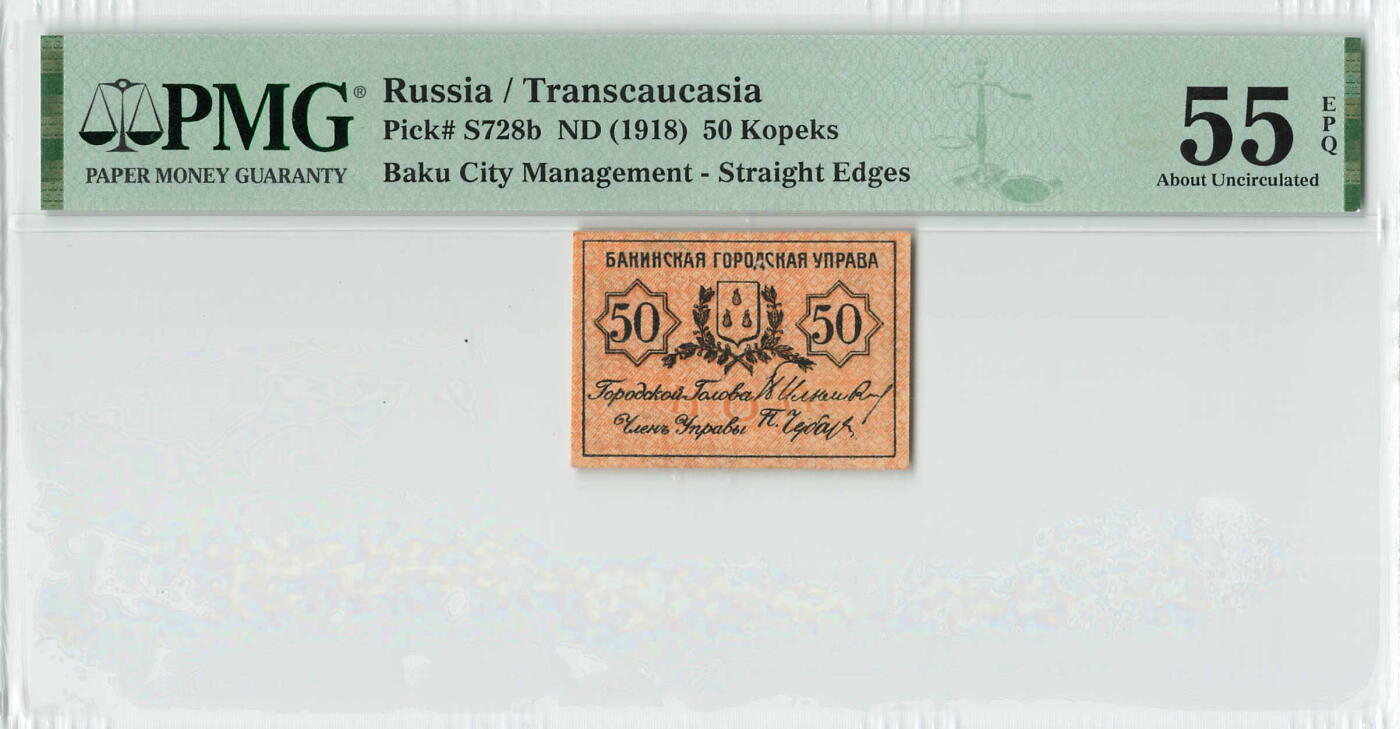 PMG®
PAPER MONEY GUARANTY
Russia / Transcaucasia
Pick# S728b ND (1918) 50 Kopeks
Baku City Management - Straight Edges
55
EPQ
About Uncirculated
БАКИНСКАЯ ГОРОДСКАЯ УПРАВА
50 50
Городской Голова
Членъ Управы